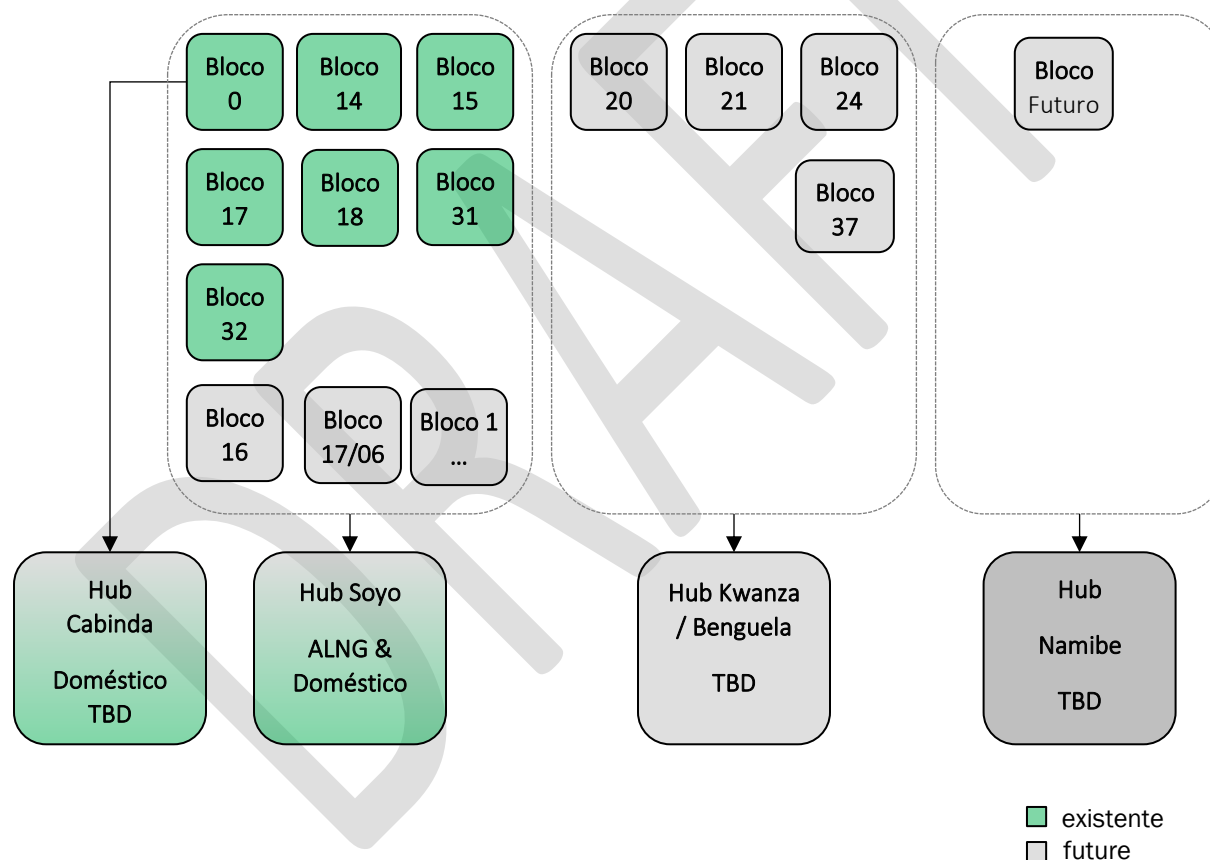 Bloco
0
Bloco
14
Bloco
15
Bloco
17
Bloco
18
Bloco
31
Bloco
32
Bloco
16
Bloco
17/06
Bloco 1
...
Bloco
20
Bloco
21
Bloco
24
Bloco
37
Bloco
Futuro
Hub
Cabinda
Doméstico
TBD
Hub Soyo
ALNG &
Doméstico
Hub Kwanza
/ Benguela
TBD
Hub
Namibe
TBD
existente
future
DRAFT